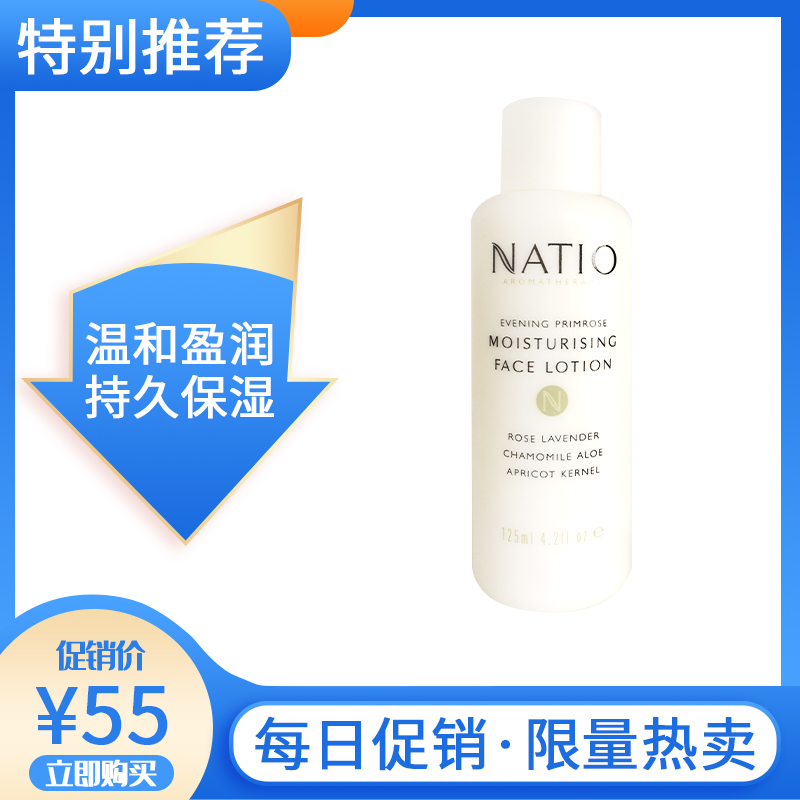 特别推荐
温和盈润
持久保湿
NATIO
AROMATHERAPY
EVENING PRIMROSE
MOISTURISING
FACE LOTION
N
ROSE LAVENDER
CHAMOMILE ALOE
APRICOT KERNEL
125ml 4.2fl oz ℮
促销价
¥55
立即购买
每日促销·限量热卖